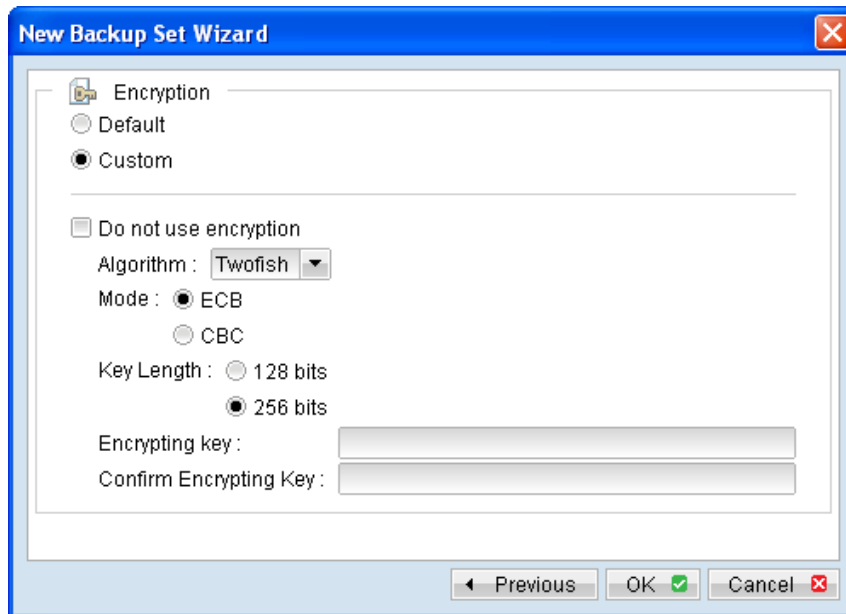 New Backup Set Wizard
Encryption
Default
Custom
Do not use encryption
Algorithm : Twofish
Mode : ECB
CBC
Key Length : 128 bits
256 bits
Encrypting key :
Confirm Encrypting Key :
Previous OK Cancel